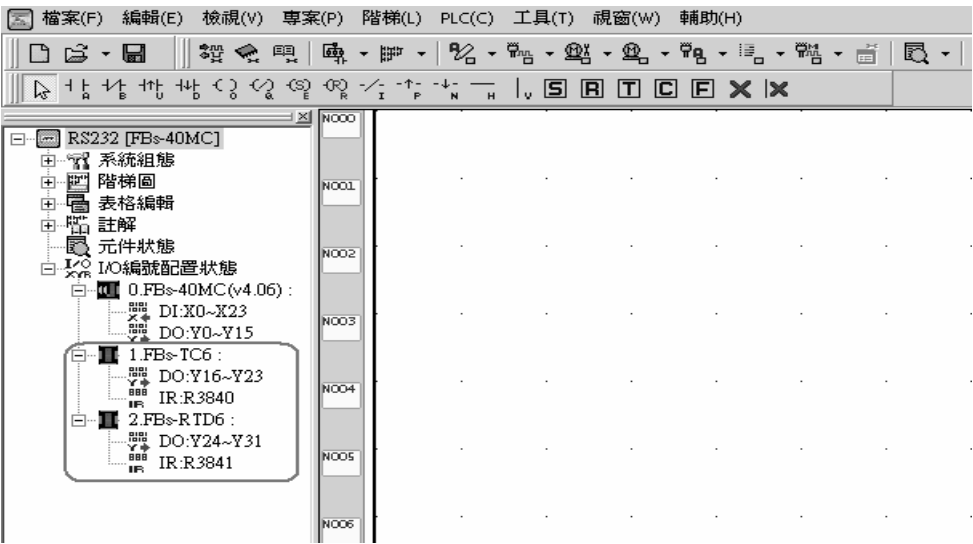 檔案(F) 編輯(E) 檢視(V) 專案(P) 階梯(L) PLC(C) 工具(T) 視窗(W) 輔助(H)
A B U D O Q S R I P N H V S R T C F
RS232 [FBs-40MC]
系統組態
階梯圖
表格編輯
註解
元件狀態
I/O編號配置狀態
0.FBs-40MC(v4.06) :
DI:X0~X23
DO:Y0~Y15
1.FBs-TC6 :
DO:Y16~Y23
IR:R3840
2.FBs-RTD6 :
DO:Y24~Y31
IR:R3841
N000
N001
N002
N003
N004
N005
N006